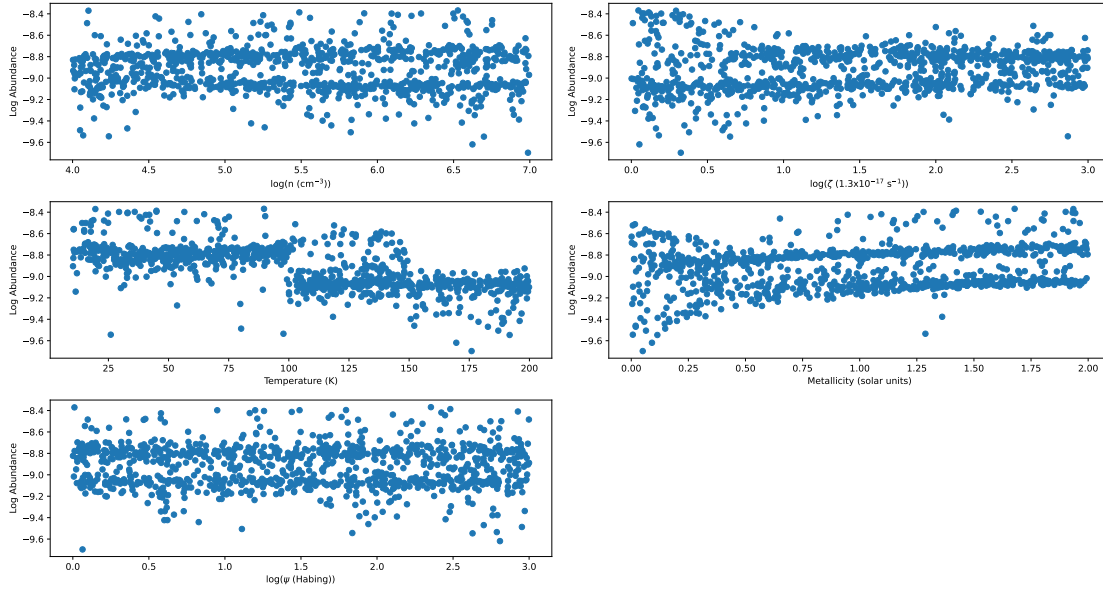 Log Abundance
−8.4
−8.6
−8.8
−9.0
−9.2
−9.4
−9.6
4.0 4.5 5.0 5.5 6.0 6.5 7.0
log(n (cm⁻³))
Log Abundance
−8.4
−8.6
−8.8
−9.0
−9.2
−9.4
−9.6
0.0 0.5 1.0 1.5 2.0 2.5 3.0
log(ζ (1.3x10⁻¹⁷ s⁻¹))
Log Abundance
−8.4
−8.6
−8.8
−9.0
−9.2
−9.4
−9.6
25 50 75 100 125 150 175 200
Temperature (K)
Log Abundance
−8.4
−8.6
−8.8
−9.0
−9.2
−9.4
−9.6
0.00 0.25 0.50 0.75 1.00 1.25 1.50 1.75 2.00
Metallicity (solar units)
Log Abundance
−8.4
−8.6
−8.8
−9.0
−9.2
−9.4
−9.6
0.0 0.5 1.0 1.5 2.0 2.5 3.0
log(ψ (Habing))